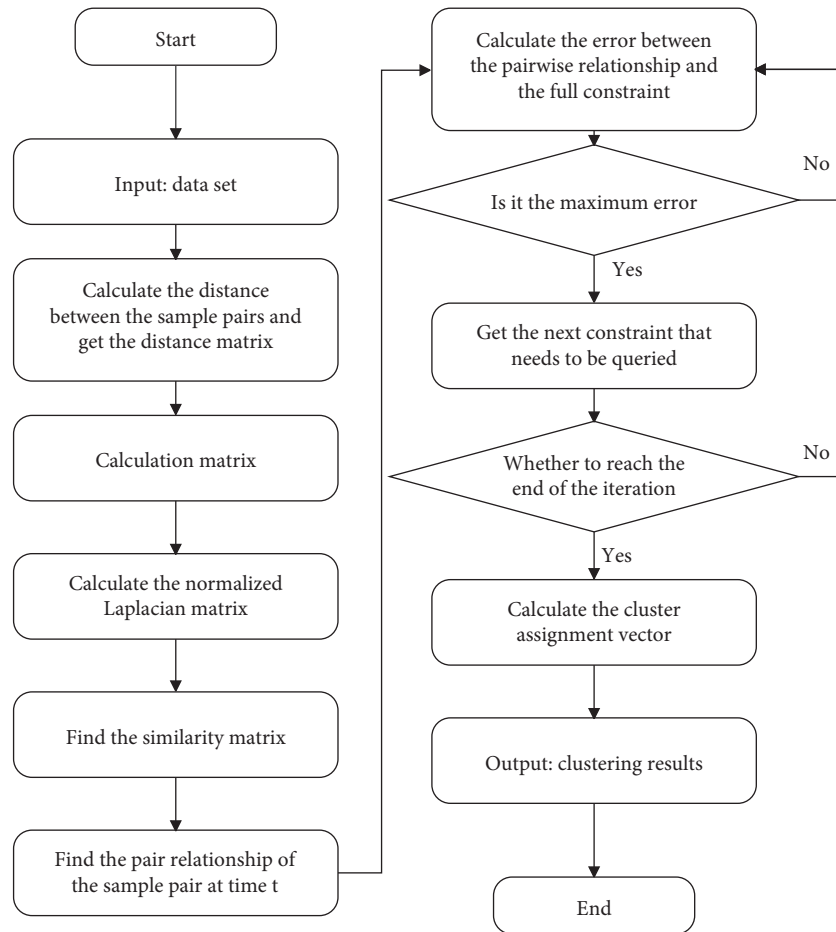 Start
Input: data set
Calculate the distance
between the sample pairs and
get the distance matrix
Calculation matrix
Calculate the normalized
Laplacian matrix
Find the similarity matrix
Find the pair relationship of
the sample pair at time t
Calculate the error between
the pairwise relationship and
the full constraint
No
Is it the maximum error
Yes
Get the next constraint that
needs to be queried
No
Whether to reach the
end of the iteration
Yes
Calculate the cluster
assignment vector
Output: clustering results
End